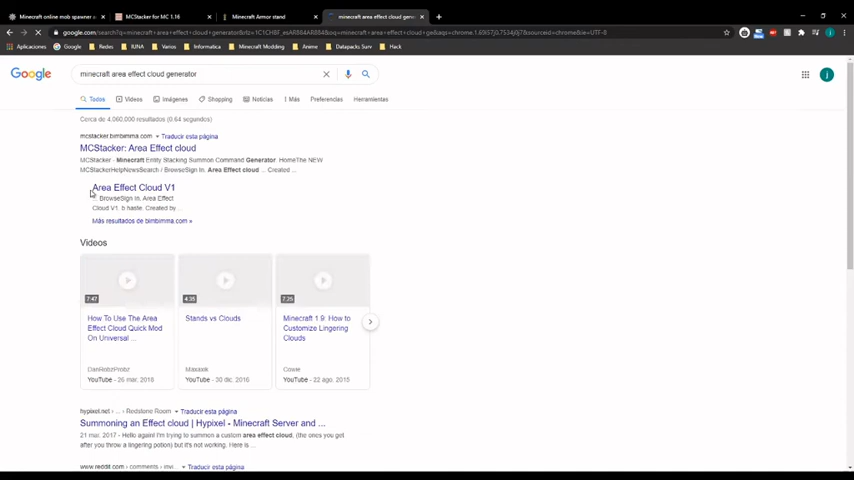 Minecraft online mob spawner a
MCStacker for MC 1.16
Minecraft Armor stand
minecraft area effect cloud gene
Aplicaciones
Google
Redes
IUNA
Varios
Informatica
Minecraft Modding
Anime
Datapacks Surv
Hack
Google
minecraft area effect cloud generator
Todos
Videos
Imágenes
Shopping
Noticias
Más
Preferencias
Herramientas
Cerca de 4,060,000 resultados (0.64 segundos)
mcstacker.bimbimma.com Traducir esta página
MCStacker: Area Effect cloud
MCStacker - Minecraft Entity Stacking Summon Command Generator. HomeThe NEW
MCStackerHelpNewsSearch / BrowseSign In. Area Effect cloud ... Created ...
Area Effect Cloud V1
BrowseSign In. Area Effect
Cloud V1. b haste. Created by ...
Más resultados de bimbimma.com »
Videos
7:47
4:35
7:25
How To Use The Area
Effect Cloud Quick Mod
On Universal ...
Stands vs Clouds
Minecraft 1.9: How to
Customize Lingering
Clouds
DanRobzProbz
Cowie
YouTube - 26 mar. 2016
YouTube - 30 dic. 2016
YouTube - 22 ago. 2015
hypixel.net › ... › Redstone Room Traducir esta página
Summoning an Effect cloud | Hypixel - Minecraft Server and ...
21 mar. 2017 - Hello again! I'm trying to summon a custom area effect cloud, (the ones you get
after you throw a lingering potion) but it's not working. Here is ...
www.reddit.com › comments Traducir esta página